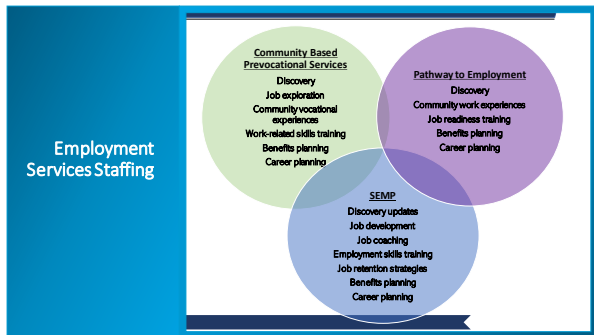 Employment
Services Staffing
Community Based
Prevocational Services
Discovery
Job exploration
Community vocational
experiences
Work-related skills training
Benefits planning
Career planning
Pathway to Employment
Discovery
Community work experiences
Job readiness training
Benefits planning
Career planning
SEMP
Discovery updates
Job development
Job coaching
Employment skills training
Job retention strategies
Benefits planning
Career planning